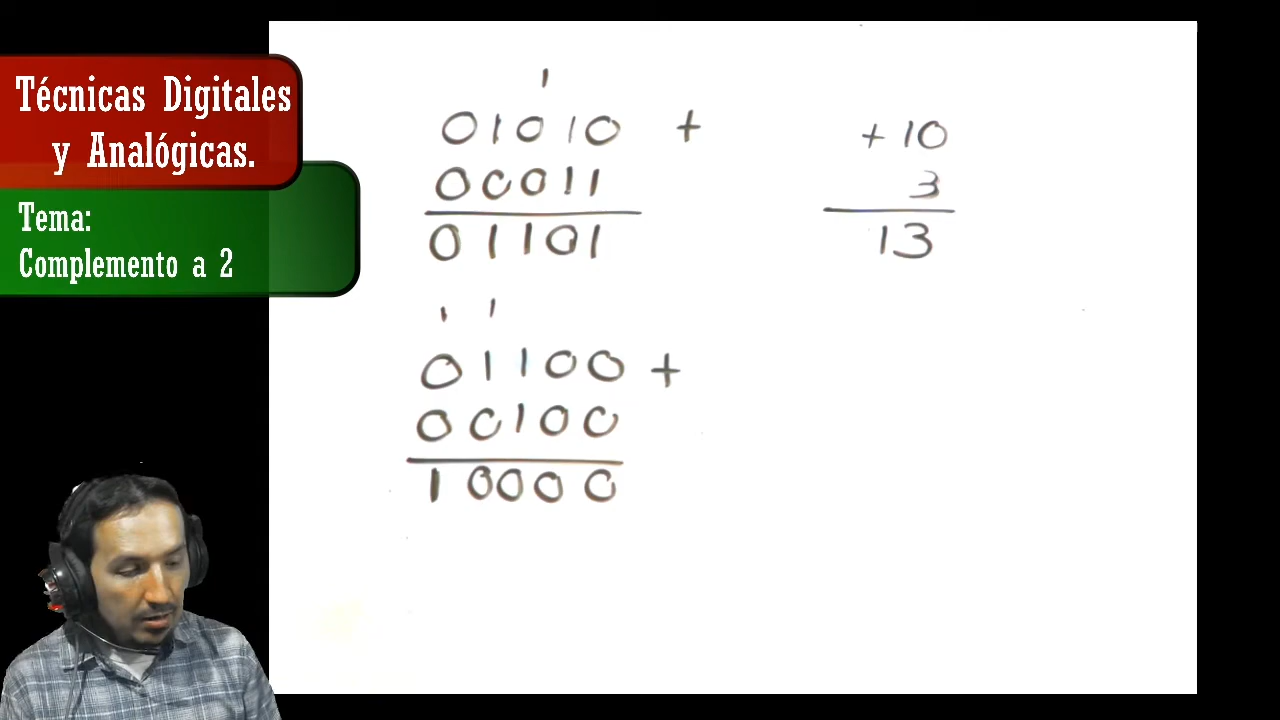 Técnicas Digitales
y Analógicas.
Tema:
Complemento a 2
1
01010 +
00011
01101
+10
3
13
1 1
01100 +
00100
10000